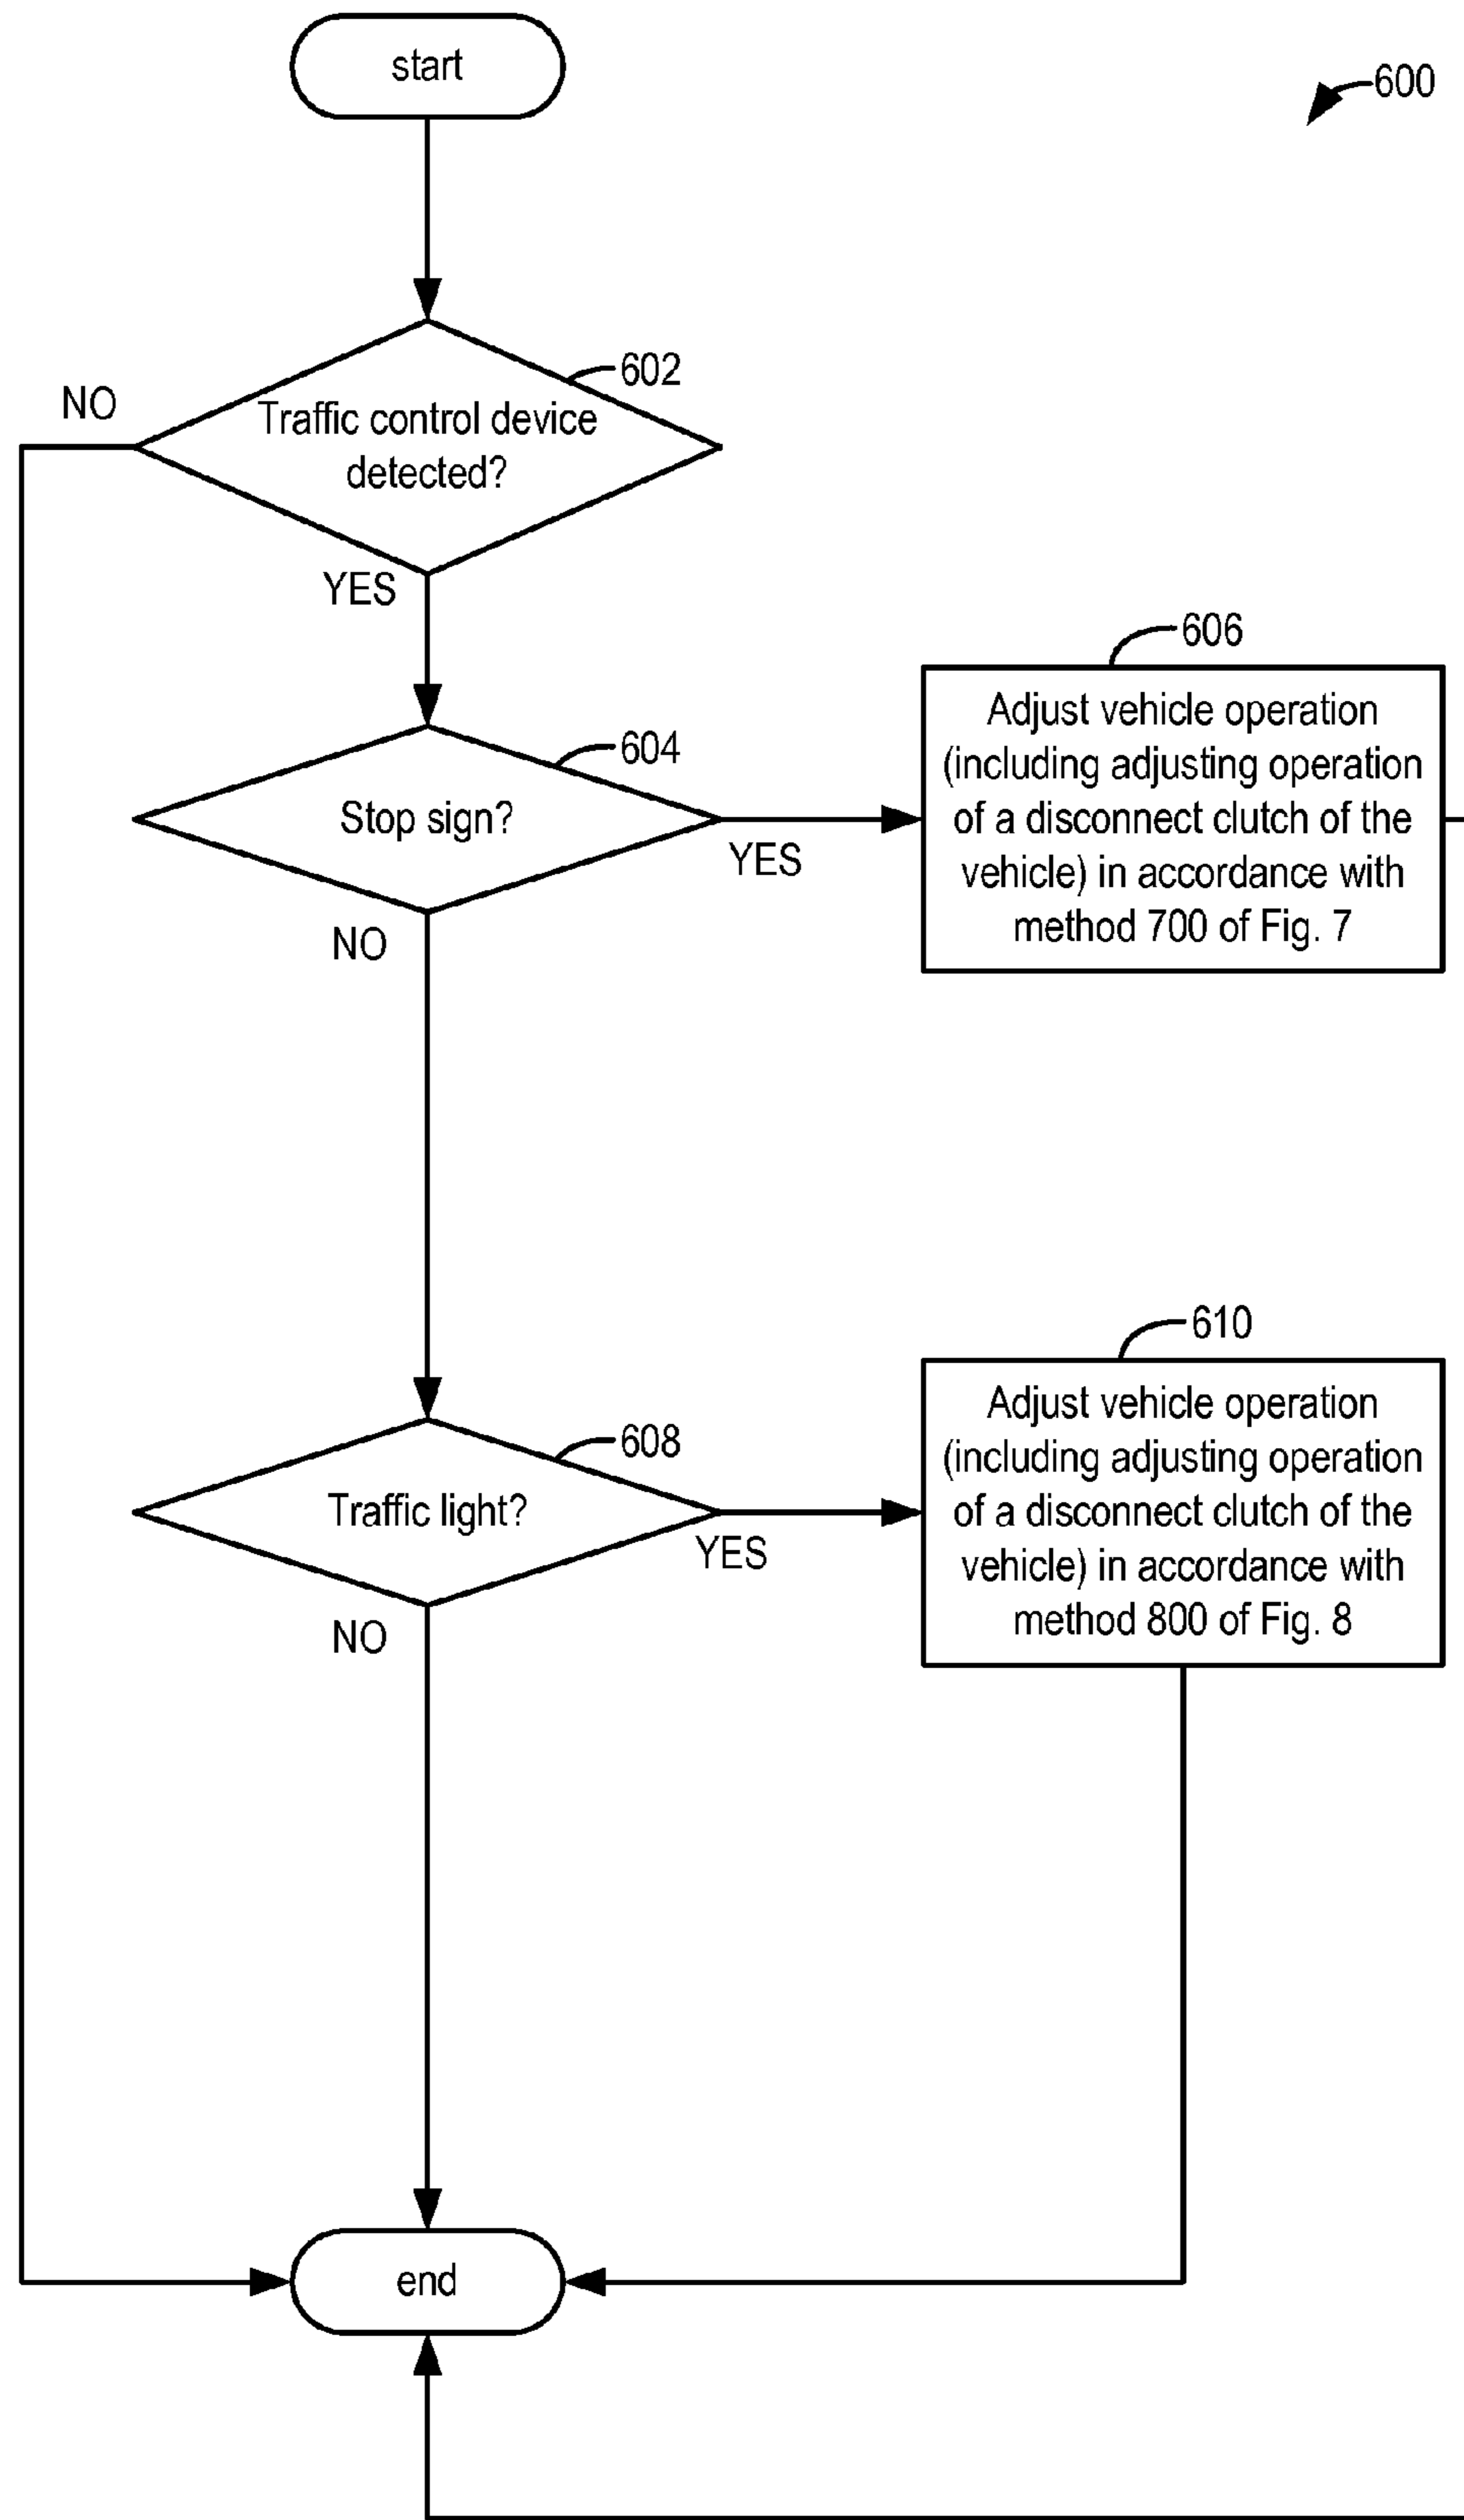 start
600
602
NO
Traffic control device
detected?
YES
606
604
Stop sign?
YES
Adjust vehicle operation
(including adjusting operation
of a disconnect clutch of the
vehicle) in accordance with
method 700 of Fig. 7
NO
610
608
Traffic light?
YES
Adjust vehicle operation
(including adjusting operation
of a disconnect clutch of the
vehicle) in accordance with
method 800 of Fig. 8
NO
end